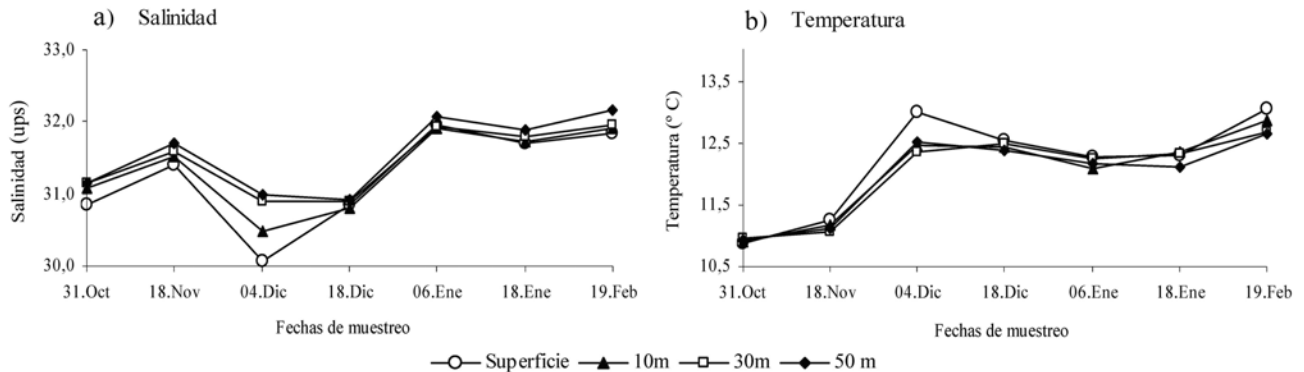 a) Salinidad
33,0
32,0
31,0
30,0
Salinidad (ups)
31.Oct 18.Nov 04.Dic 18.Dic 06.Ene 18.Ene 19.Feb
Fechas de muestreo
b) Temperatura
13,5
12,5
11,5
10,5
Temperatura (º C)
31.Oct 18.Nov 04.Dic 18.Dic 06.Ene 18.Ene 19.Feb
Fechas de muestreo
Superficie 10m 30m 50 m